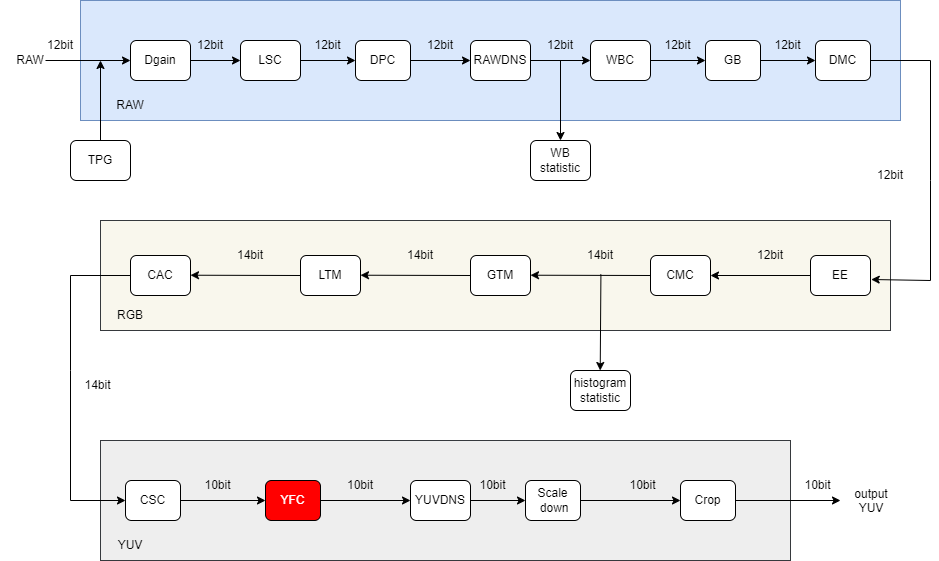 12bit
12bit
12bit
12bit
12bit
12bit
12bit
RAW
Dgain
LSC
DPC
RAWDNS
WBC
GB
DMC
RAW
TPG
WB
statistic
12bit
14bit
14bit
14bit
12bit
CAC
LTM
GTM
CMC
EE
RGB
histogram
statistic
14bit
10bit
10bit
10bit
10bit
10bit
CSC
YFC
YUVDNS
Scale
down
Crop
output
YUV
YUV